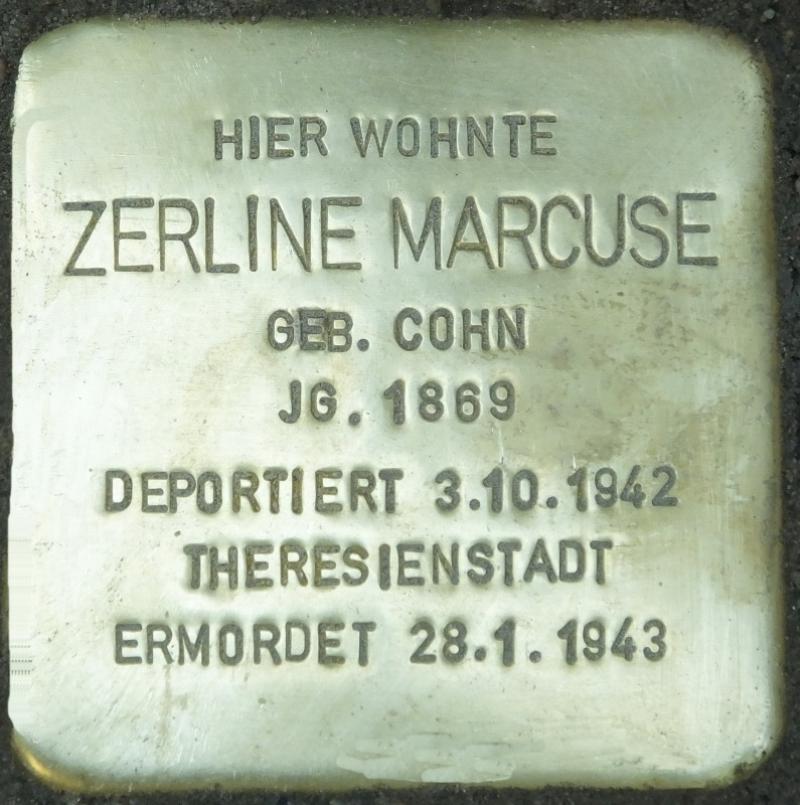 HIER WOHNTE
ZERLINE MARCUSE
GEB. COHN
JG. 1869
DEPORTIERT 3.10.1942
THERESIENSTADT
ERMORDET 28.1.1943